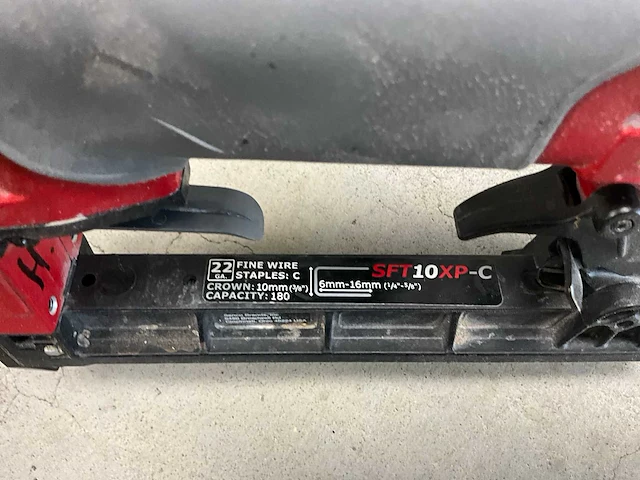 22 GA. FINE WIRE STAPLES: C
CROWN: 10mm (3/8")
CAPACITY: 180
6mm-16mm (1/4"-5/8")
SFT10XP-C
H